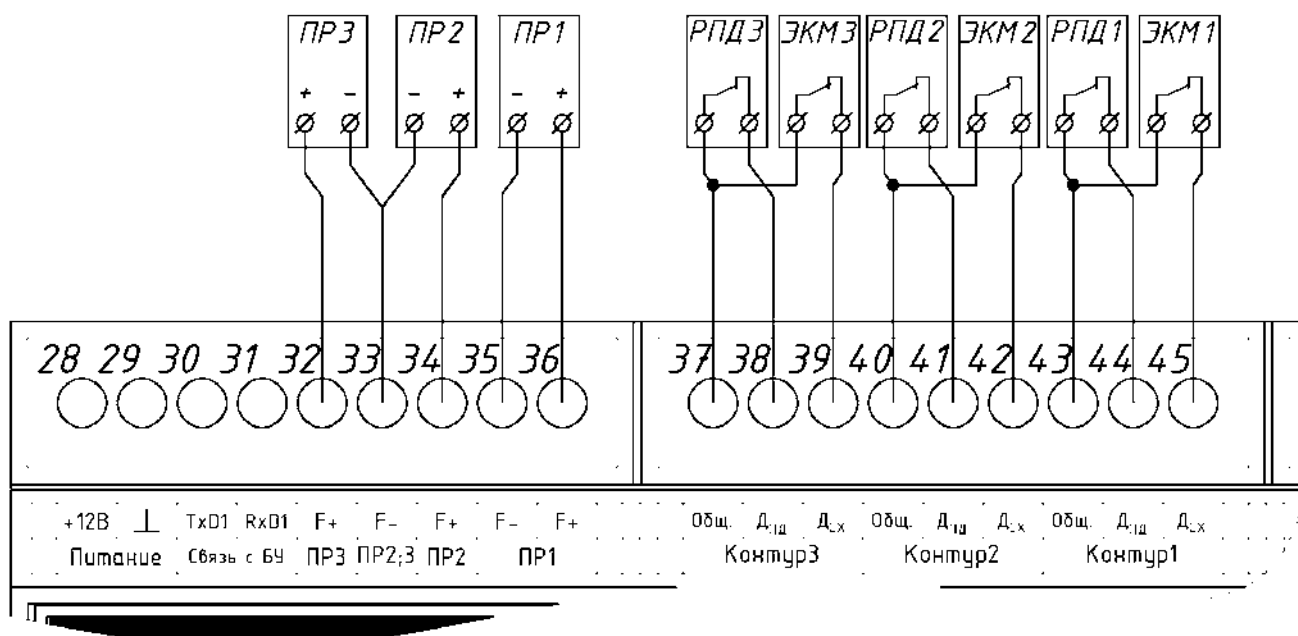 ПР3 ПР2 ПР1 РПД3 ЭКМ3 РПД2 ЭКМ2 РПД1 ЭКМ1
+ − − + − +
28 29 30 31 32 33 34 35 36 37 38 39 40 41 42 43 44 45
+12В ⊥ TxD1 RxD1 F+ F− F+ F− F+ Общ. Общ. Общ.
Питание Связь с БУ ПР3 ПР2;3 ПР2 ПР1 Контур3 Контур2 Контур1